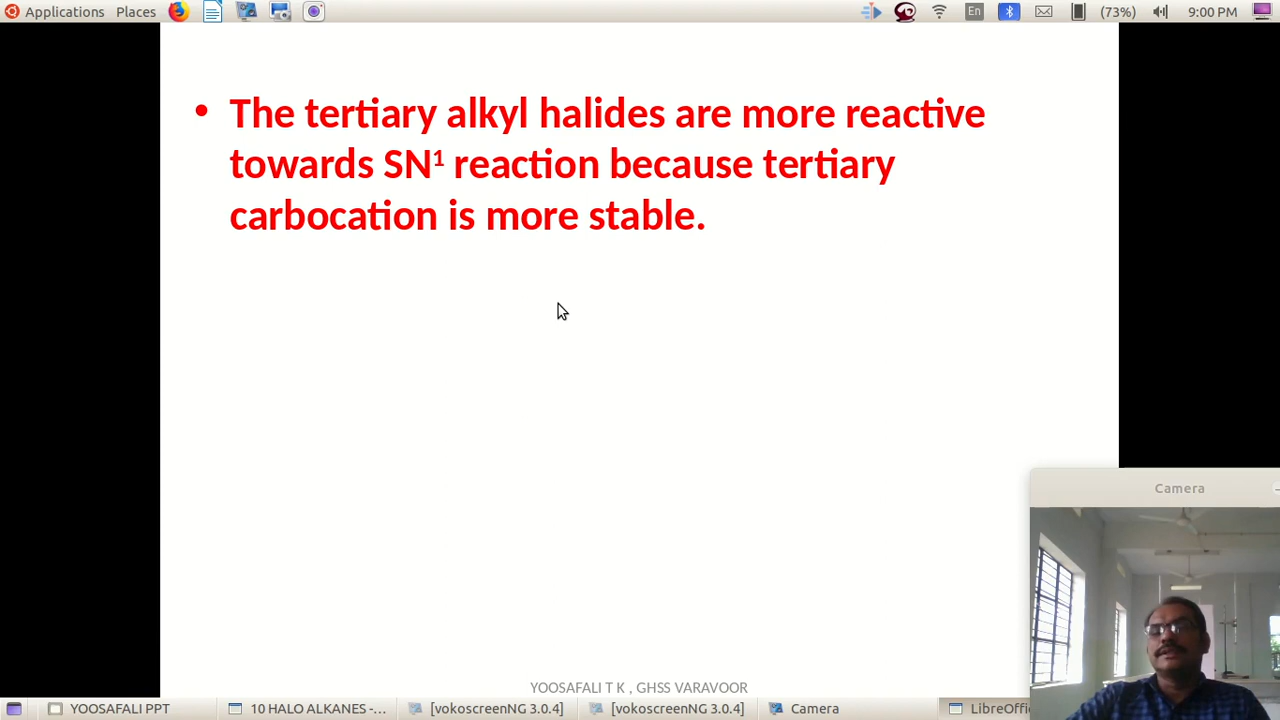 Applications Places En (73%) 9:00 PM
• The tertiary alkyl halides are more reactive
towards SN¹ reaction because tertiary
carbocation is more stable.
Camera
YOOSAFALI T K , GHSS VARAVOOR
YOOSAFALI PPT 10 HALO ALKANES -... [vokoscreenNG 3.0.4] [vokoscreenNG 3.0.4] Camera LibreOffi